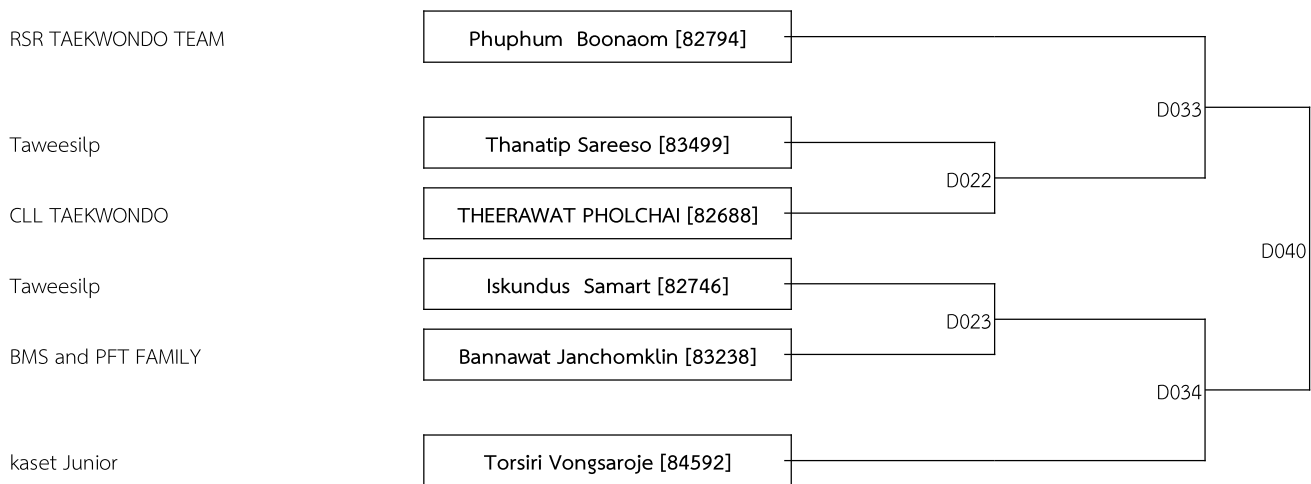 RSR TAEKWONDO TEAM
Phuphum  Boonaom [82794]
D033
Taweesilp
Thanatip Sareeso [83499]
D022
CLL TAEKWONDO
THEERAWAT PHOLCHAI [82688]
D040
Taweesilp
Iskundus  Samart [82746]
D023
BMS and PFT FAMILY
Bannawat Janchomklin [83238]
D034
kaset Junior
Torsiri Vongsaroje [84592]